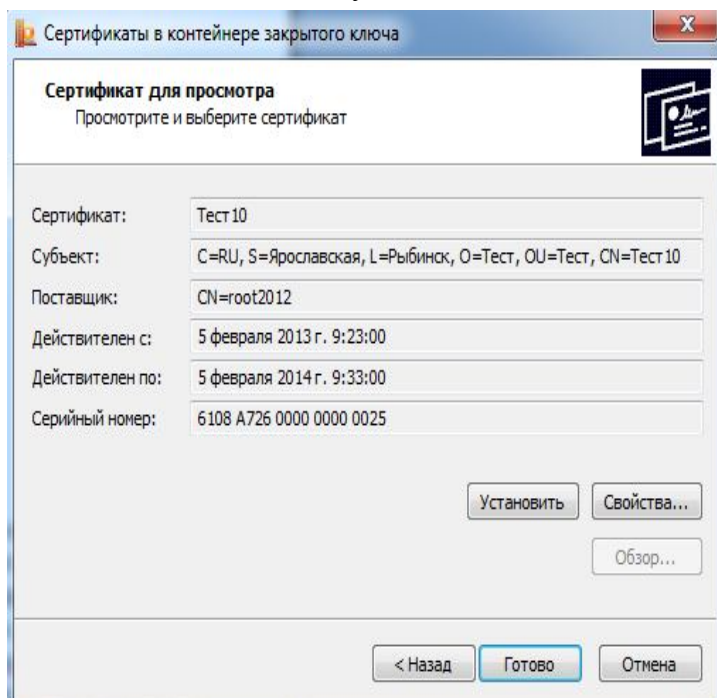 Сертификаты в контейнере закрытого ключа
Сертификат для просмотра
Просмотрите и выберите сертификат
Сертификат: Тест10
Субъект: C=RU, S=Ярославская, L=Рыбинск, O=Тест, OU=Тест, CN=Тест10
Поставщик: CN=root2012
Действителен с: 5 февраля 2013 г. 9:23:00
Действителен по: 5 февраля 2014 г. 9:33:00
Серийный номер: 6108 A726 0000 0000 0025
Установить Свойства...
Обзор...
< Назад Готово Отмена